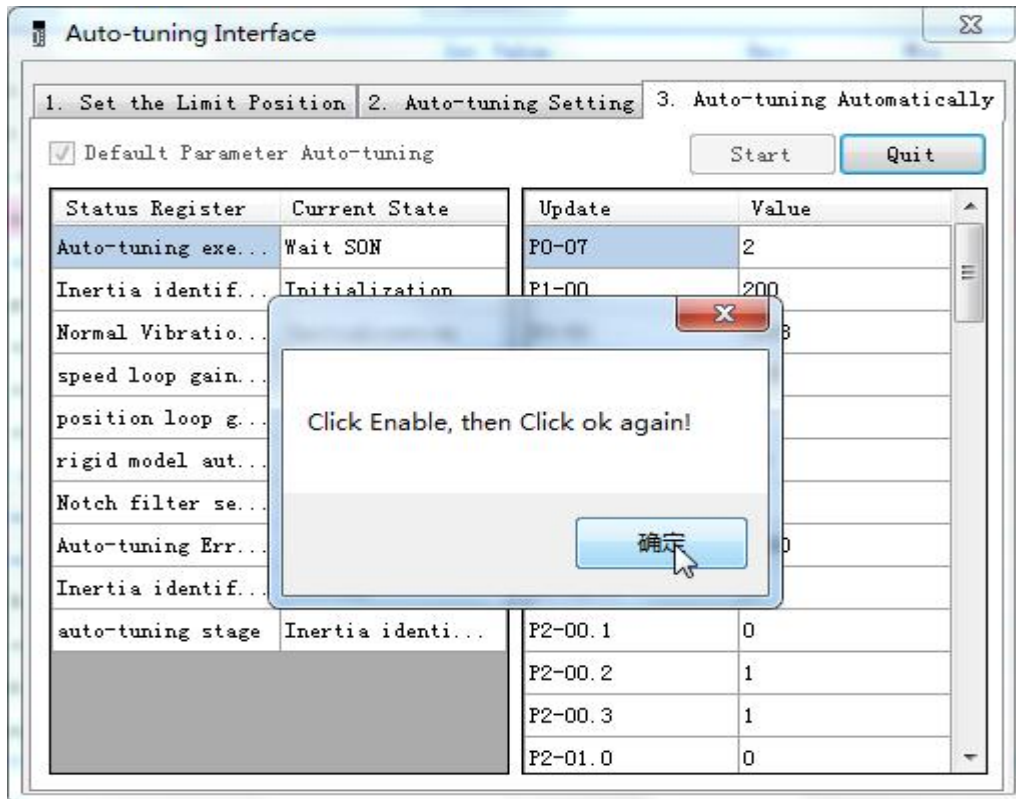 Auto-tuning Interface
1. Set the Limit Position
2. Auto-tuning Setting
3. Auto-tuning Automatically
Default Parameter Auto-tuning
Start
Quit
Status Register Current State
Auto-tuning exe... Wait SON
Inertia identif... Initialization
Normal Vibratio...
speed loop gain...
position loop g...
rigid model aut...
Notch filter se...
Auto-tuning Err...
Inertia identif...
auto-tuning stage Inertia identi...
Update Value
P0-07 2
P1-00 200
P2-00.1 0
P2-00.2 1
P2-00.3 1
P2-01.0 0
Click Enable, then Click ok again!
确定